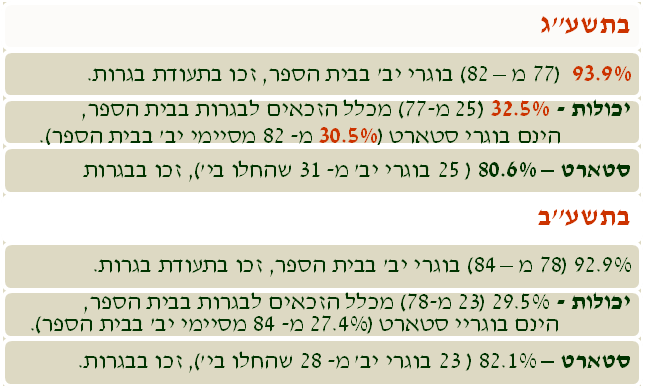 בתשע''ג
93.9% (77 מ – 82) בוגרי יב' בבית הספר, זכו בתעודת בגרות.
יכולות - 32.5% (25 מ-77) מכלל הזכאים לבגרות בבית הספר,
הינם בוגרי סטארט (30.5% מ- 82 מסיימי יב' בבית הספר).
סטארט – 80.6% ( 25 בוגרי יב' מ- 31 שהחלו בי'), זכו בבגרות
בתשע''ב
92.9% (78 מ – 84) בוגרי יב' בבית הספר, זכו בתעודת בגרות.
יכולות - 29.5% (23 מ-78) מכלל הזכאים לבגרות בבית הספר,
הינם בוגריי סטארט (27.4% מ- 84 מסיימי יב' בבית הספר).
סטארט – 82.1% ( 23 בוגרי יב' מ- 28 שהחלו בי'), זכו בבגרות.